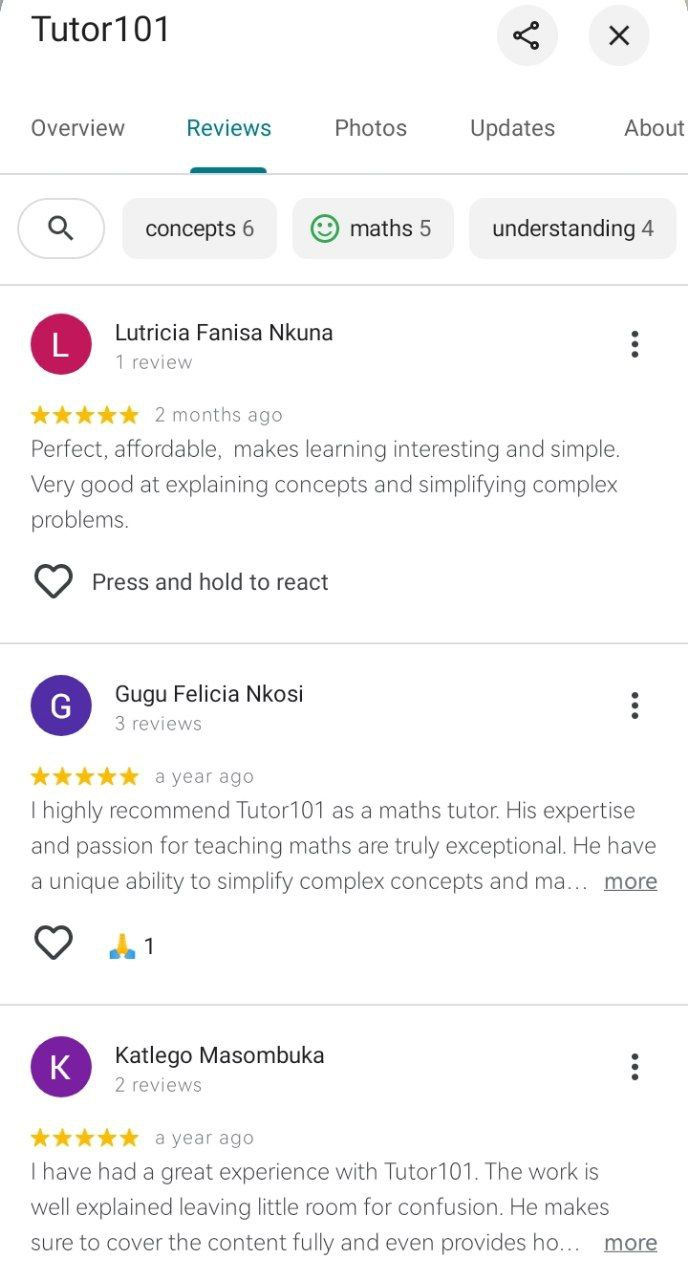 Tutor101
Overview Reviews Photos Updates About
concepts 6 maths 5 understanding 4
L
Lutricia Fanisa Nkuna
1 review
2 months ago
Perfect, affordable,  makes learning interesting and simple.
Very good at explaining concepts and simplifying complex
problems.
Press and hold to react
G
Gugu Felicia Nkosi
3 reviews
a year ago
I highly recommend Tutor101 as a maths tutor. His expertise
and passion for teaching maths are truly exceptional. He have
a unique ability to simplify complex concepts and ma... more
🙏 1
K
Katlego Masombuka
2 reviews
a year ago
I have had a great experience with Tutor101. The work is
well explained leaving little room for confusion. He makes
sure to cover the content fully and even provides ho... more